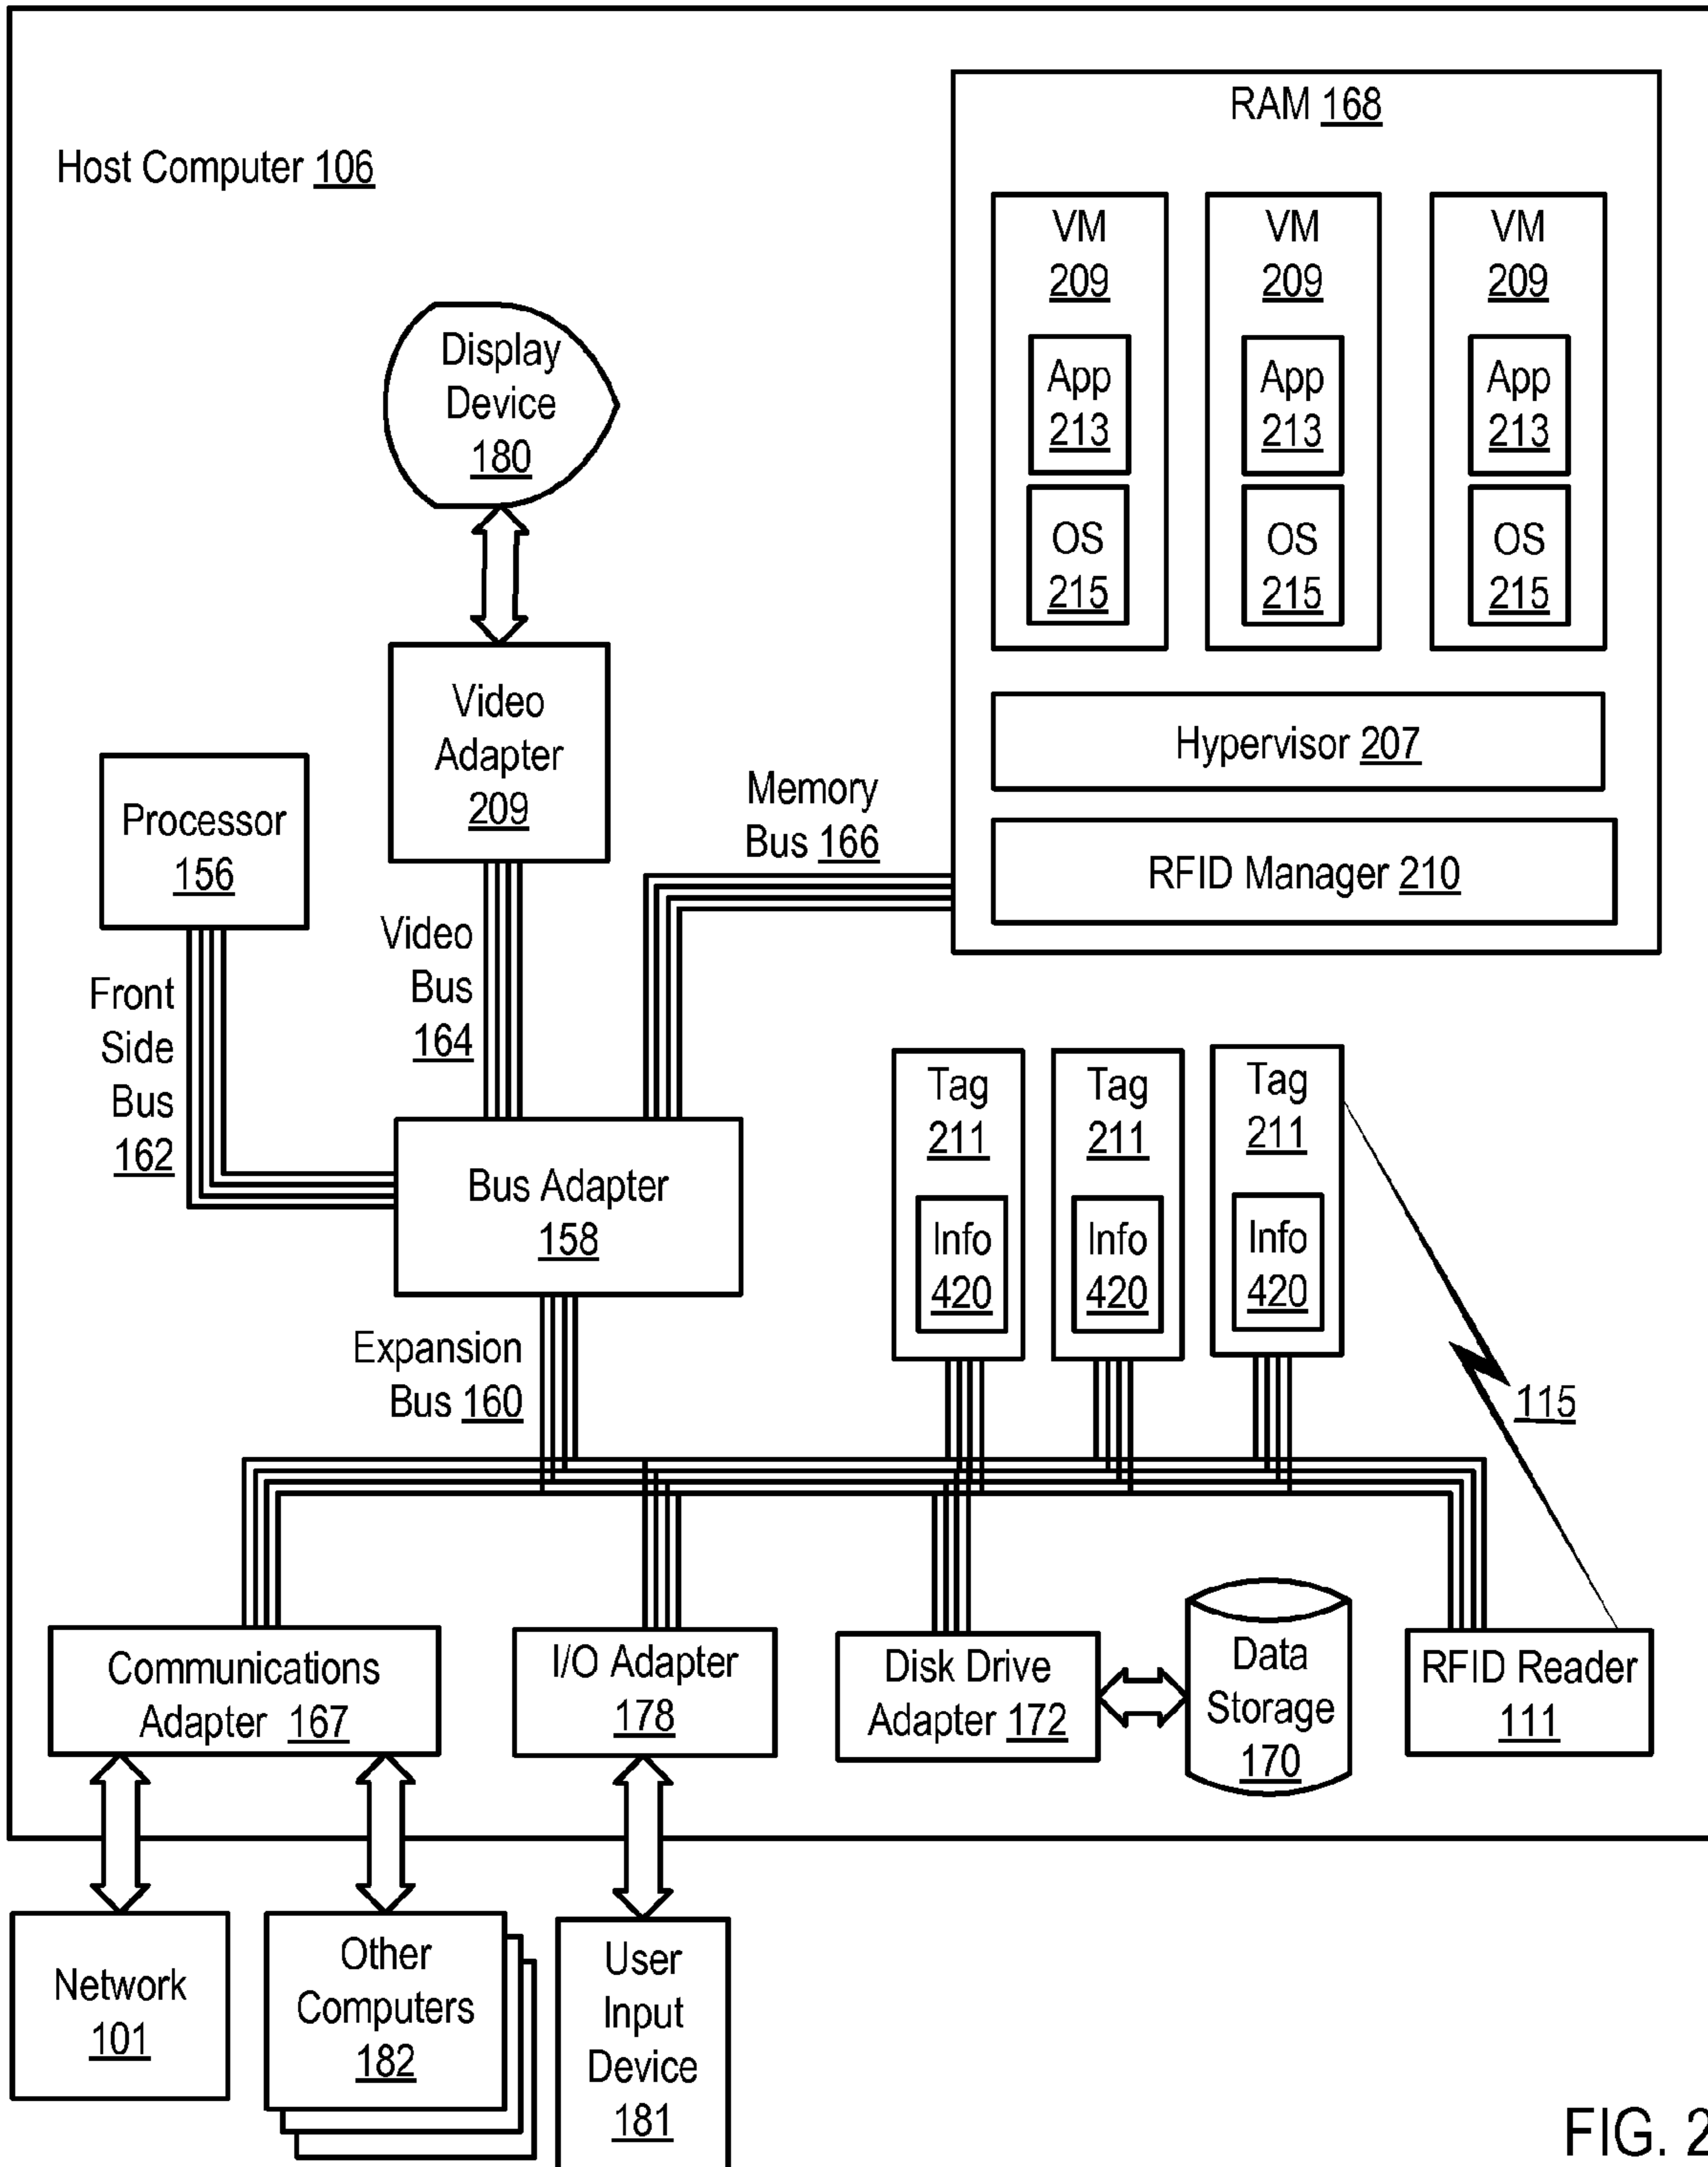 Host Computer 106
RAM 168
VM
209
App
213
OS
215
VM
209
App
213
OS
215
VM
209
App
213
OS
215
Hypervisor 207
RFID Manager 210
Display
Device
180
Video
Adapter
209
Processor
156
Memory
Bus 166
Video
Bus
164
Front
Side
Bus
162
Bus Adapter
158
Tag
211
Info
420
Tag
211
Info
420
Tag
211
Info
420
Expansion
Bus 160
115
Communications
Adapter 167
I/O Adapter
178
Disk Drive
Adapter 172
Data
Storage
170
RFID Reader
111
Network
101
Other
Computers
182
User
Input
Device
181
FIG. 2